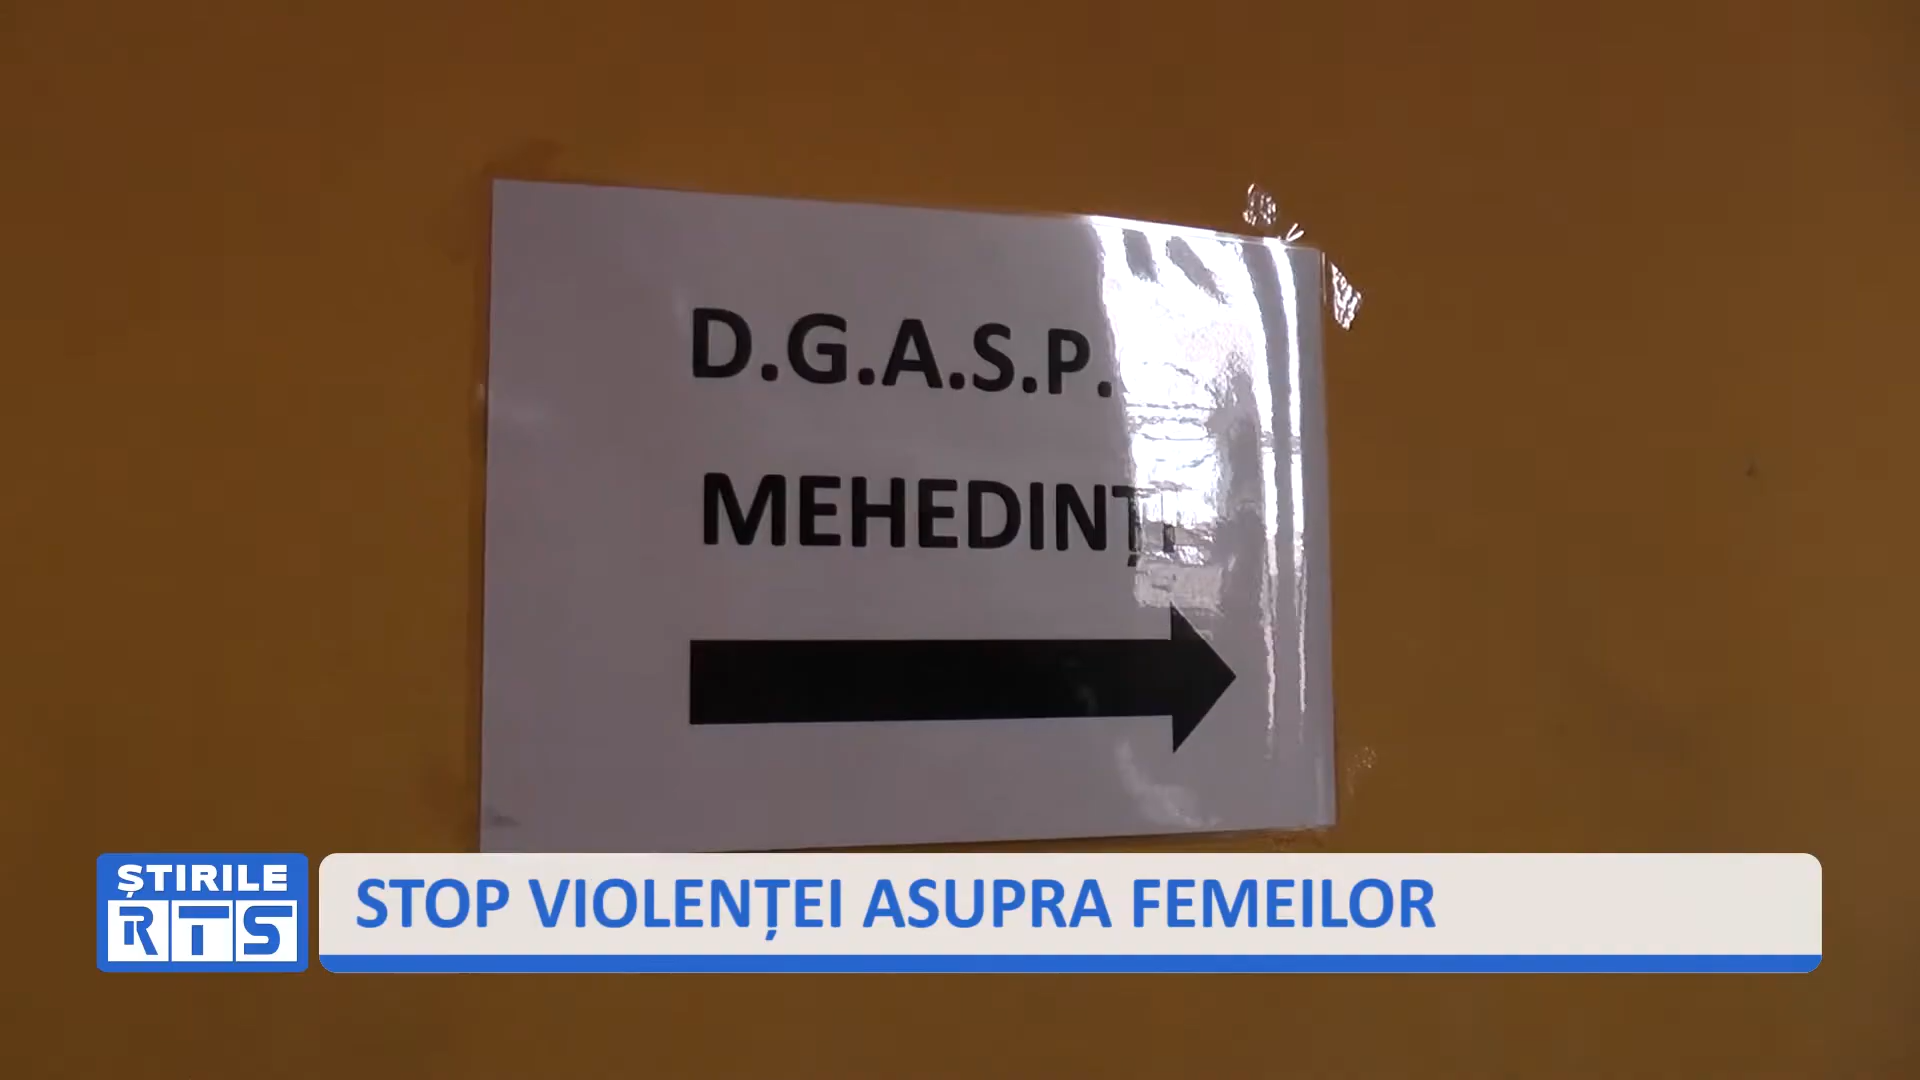 D.G.A.S.P.
MEHEDINȚI
ȘTIRILE
RTS
STOP VIOLENȚEI ASUPRA FEMEILOR